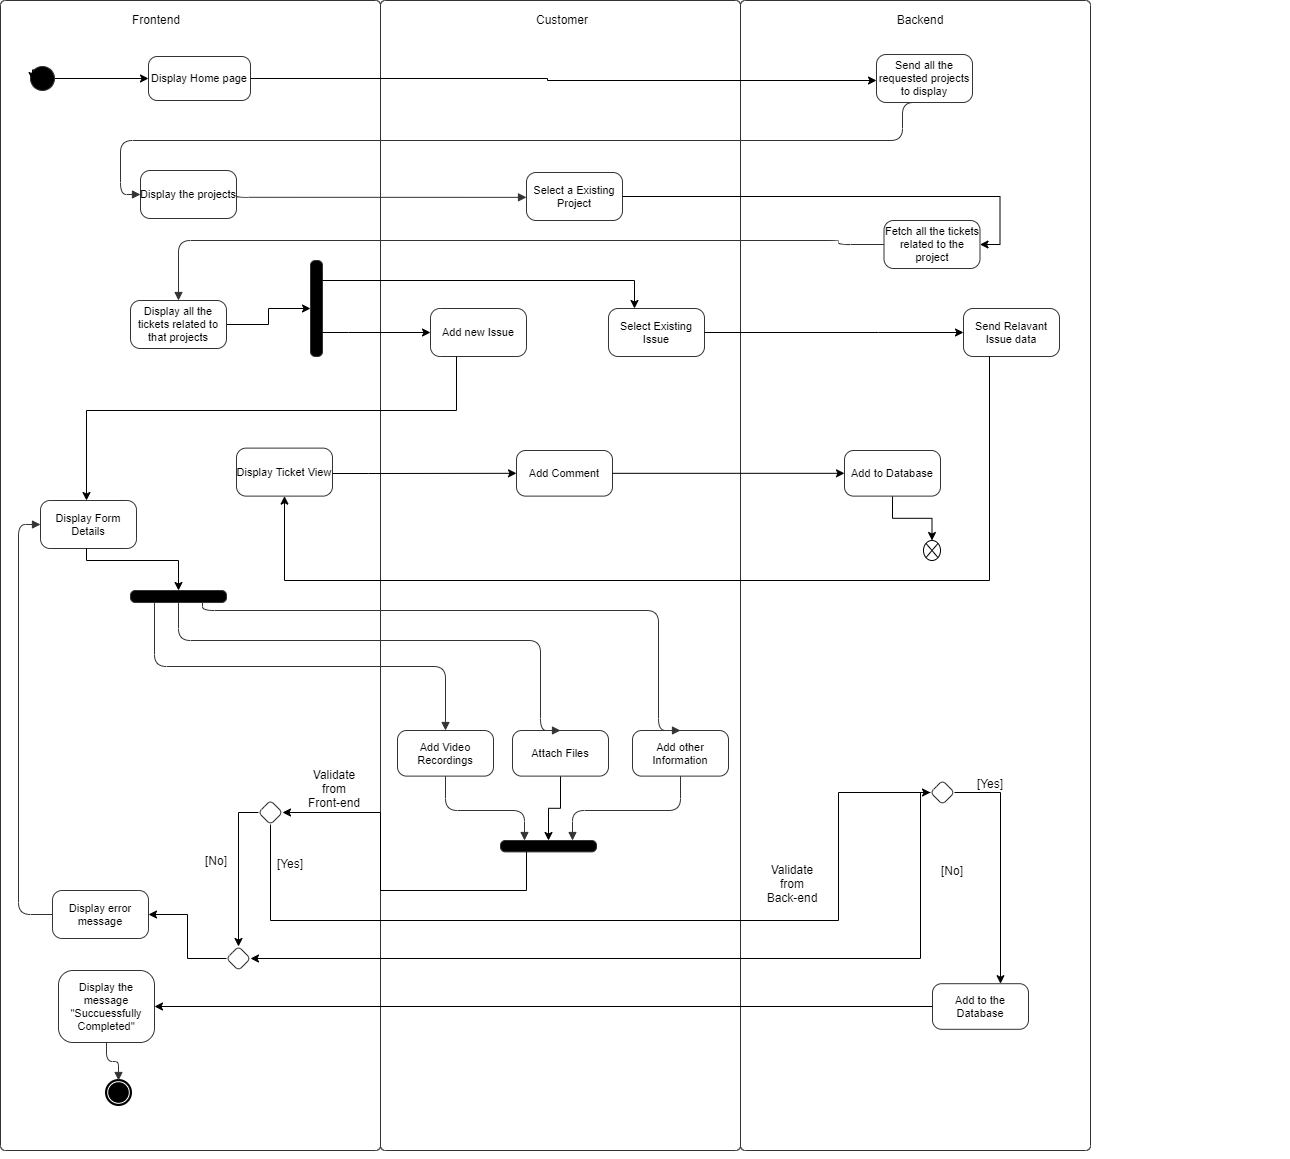 Frontend
Customer
Backend
Display Home page
Send all the
requested projects
to display
Display the projects
Select a Existing
Project
Fetch all the tickets
related to the
project
Display all the
tickets related to
that projects
Add new Issue
Select Existing
Issue
Send Relavant
Issue data
Display Ticket View
Add Comment
Add to Database
Display Form
Details
Add Video
Recordings
Attach Files
Add other
Information
Validate
from
Front-end
[Yes]
[No]
[Yes]
Validate
from
Back-end
[No]
Display error
message
Display the
message
"Succuessfully
Completed"
Add to the
Database